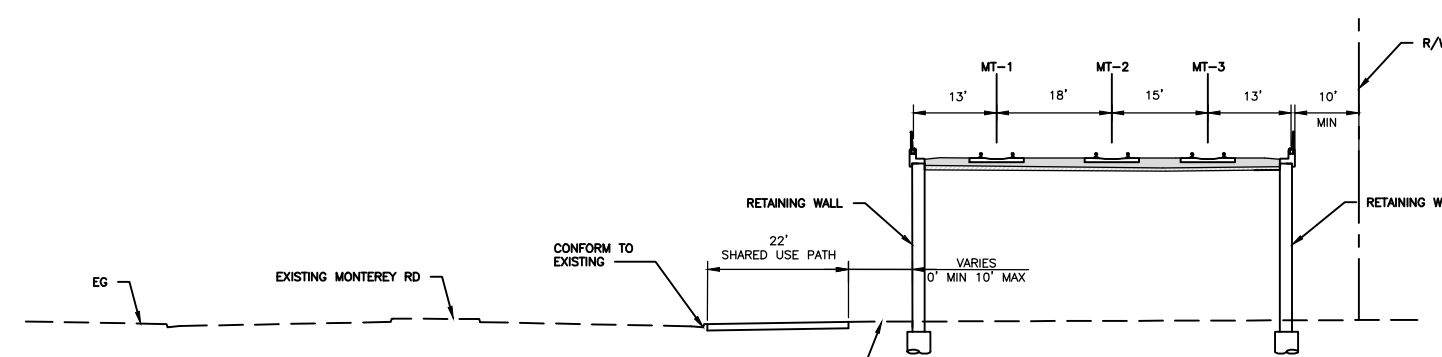 R/
MT-1 MT-2 MT-3
13' 18' 15' 13' 10'
MIN
RETAINING WALL
RETAINING
22'
SHARED USE PATH
CONFORM TO
EXISTING
VARIES
0' MIN 10' MAX
EG
EXISTING MONTEREY RD